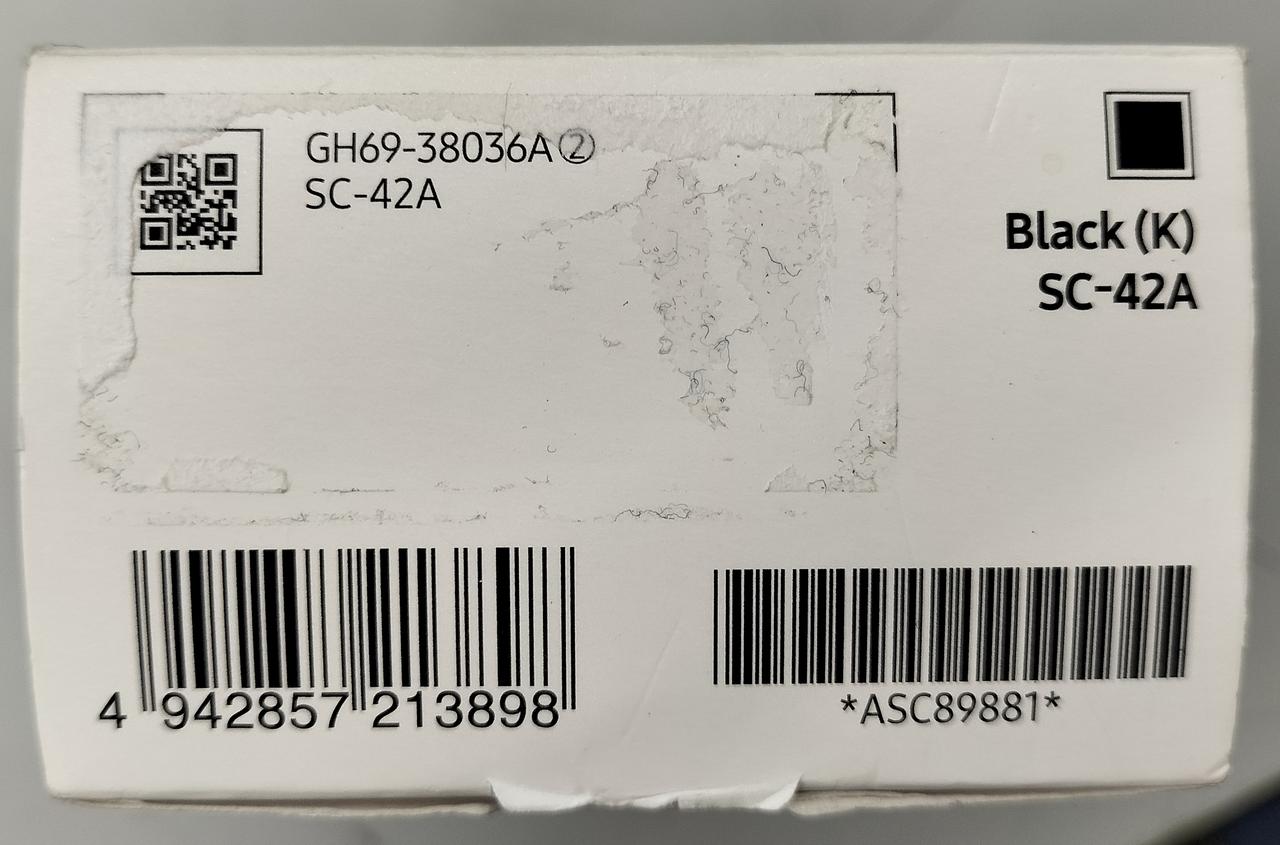 GH69-38036A②
SC-42A
Black (K)
SC-42A
4 942857 213898
*ASC89881*